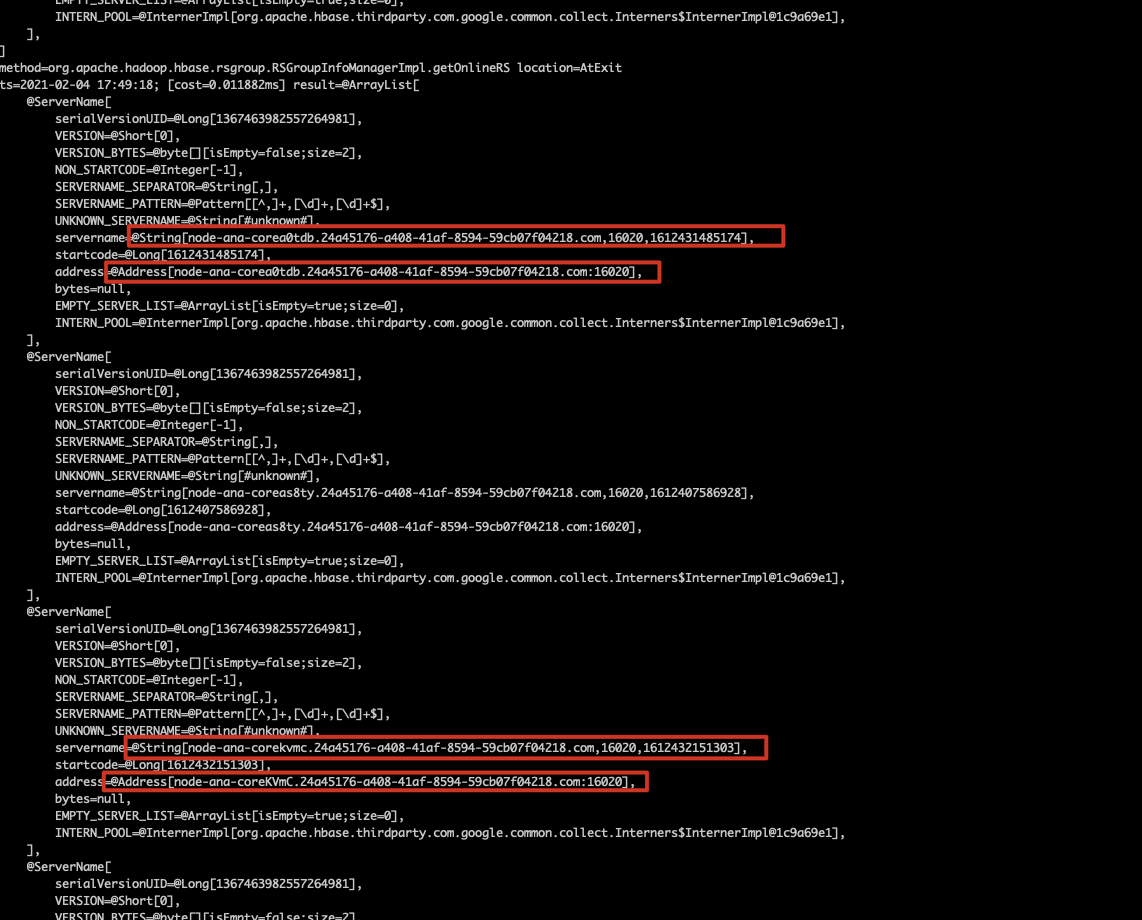 EMPTY_SERVER_LIST=@ArrayList[isEmpty=true;size=0],
INTERN_POOL=@InternerImpl[org.apache.hbase.thirdparty.com.google.common.collect.Interners$InternerImpl@1c9a69e1],
],
]
method=org.apache.hadoop.hbase.rsgroup.RSGroupInfoManagerImpl.getOnlineRS location=AtExit
ts=2021-02-04 17:49:18; [cost=0.011882ms] result=@ArrayList[
@ServerName[
serialVersionUID=@Long[1367463982557264981],
VERSION=@Short[0],
VERSION_BYTES=@byte[][isEmpty=false;size=2],
NON_STARTCODE=@Integer[-1],
SERVERNAME_SEPARATOR=@String[,],
SERVERNAME_PATTERN=@Pattern[[^,]+,[\d]+,[\d]+$],
UNKNOWN_SERVERNAME=@String[#unknown#],
servername=@String[node-ana-corea0tdb.24a45176-a408-41af-8594-59cb07f04218.com,16020,1612431485174],
startcode=@Long[1612431485174],
address=@Address[node-ana-corea0tdb.24a45176-a408-41af-8594-59cb07f04218.com:16020],
bytes=null,
EMPTY_SERVER_LIST=@ArrayList[isEmpty=true;size=0],
INTERN_POOL=@InternerImpl[org.apache.hbase.thirdparty.com.google.common.collect.Interners$InternerImpl@1c9a69e1],
],
@ServerName[
serialVersionUID=@Long[1367463982557264981],
VERSION=@Short[0],
VERSION_BYTES=@byte[][isEmpty=false;size=2],
NON_STARTCODE=@Integer[-1],
SERVERNAME_SEPARATOR=@String[,],
SERVERNAME_PATTERN=@Pattern[[^,]+,[\d]+,[\d]+$],
UNKNOWN_SERVERNAME=@String[#unknown#],
servername=@String[node-ana-coreas8ty.24a45176-a408-41af-8594-59cb07f04218.com,16020,1612407586928],
startcode=@Long[1612407586928],
address=@Address[node-ana-coreas8ty.24a45176-a408-41af-8594-59cb07f04218.com:16020],
bytes=null,
EMPTY_SERVER_LIST=@ArrayList[isEmpty=true;size=0],
INTERN_POOL=@InternerImpl[org.apache.hbase.thirdparty.com.google.common.collect.Interners$InternerImpl@1c9a69e1],
],
@ServerName[
serialVersionUID=@Long[1367463982557264981],
VERSION=@Short[0],
VERSION_BYTES=@byte[][isEmpty=false;size=2],
NON_STARTCODE=@Integer[-1],
SERVERNAME_SEPARATOR=@String[,],
SERVERNAME_PATTERN=@Pattern[[^,]+,[\d]+,[\d]+$],
UNKNOWN_SERVERNAME=@String[#unknown#],
servername=@String[node-ana-corekvmc.24a45176-a408-41af-8594-59cb07f04218.com,16020,1612432151303],
startcode=@Long[1612432151303],
address=@Address[node-ana-coreKVmC.24a45176-a408-41af-8594-59cb07f04218.com:16020],
bytes=null,
EMPTY_SERVER_LIST=@ArrayList[isEmpty=true;size=0],
INTERN_POOL=@InternerImpl[org.apache.hbase.thirdparty.com.google.common.collect.Interners$InternerImpl@1c9a69e1],
],
@ServerName[
serialVersionUID=@Long[1367463982557264981],
VERSION=@Short[0],
VERSION_BYTES=@byte[][isEmpty=false;size=2],